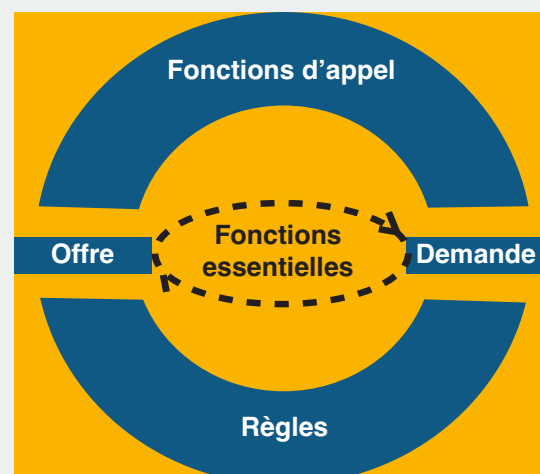 Fonctions d'appel
Offre
Fonctions
essentielles
Demande
Règles